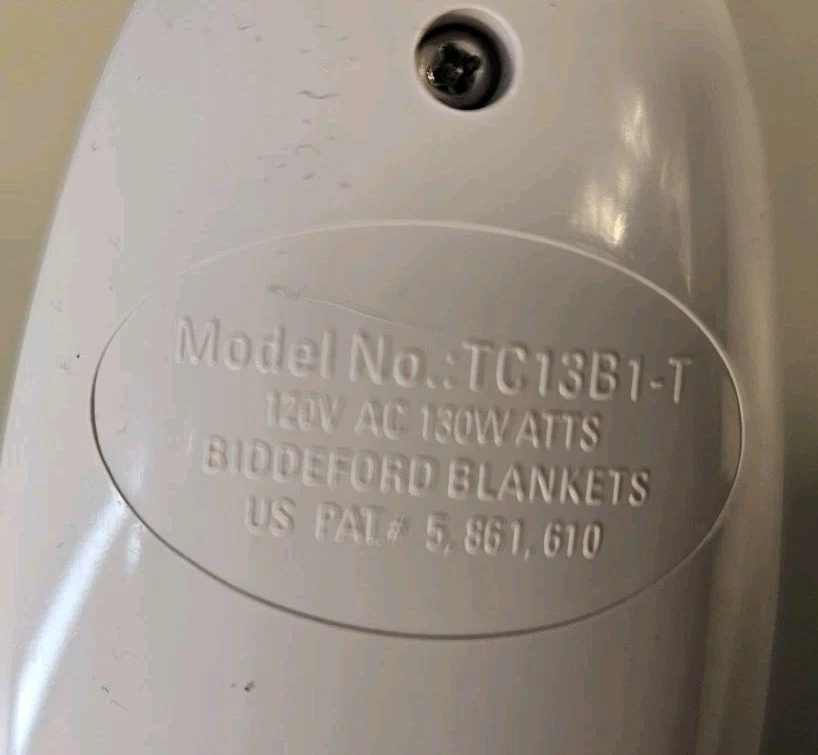 Model No.:TC13B1-T
120V AC 130WATTS
BIDDEFORD BLANKETS
US PAT.# 5,861,610